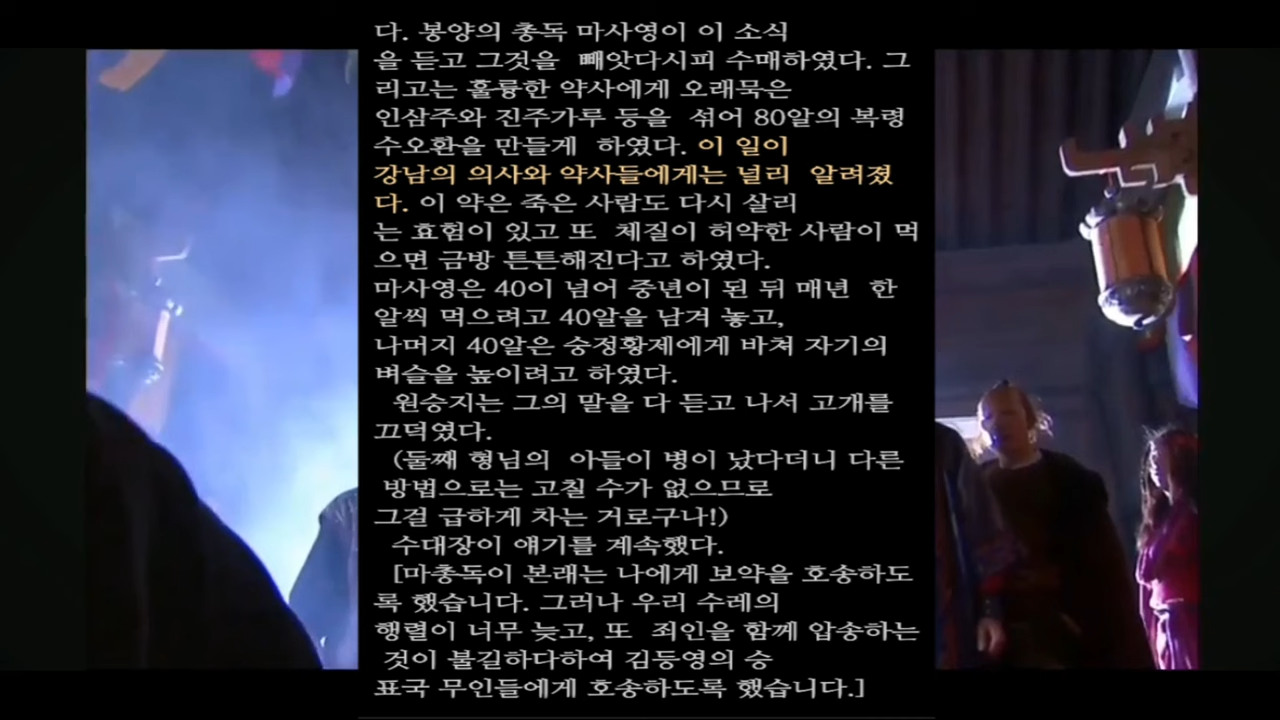 다. 봉양의 총독 마사영이 이 소식
을 듣고 그것을  빼앗다시피 수매하였다. 그
리고는 훌륭한 약사에게 오래묵은
인삼주와 진주가루 등을  섞어 80알의 복령
수오환을 만들게  하였다. 이 일이
강남의 의사와 약사들에게는 널리  알려졌
다. 이 약은 죽은 사람도 다시 살리
는 효험이 있고 또  체질이 허약한 사람이 먹
으면 금방 튼튼해진다고 하였다.
마사영은 40이 넘어 중년이 된 뒤 매년  한
알씩 먹으려고 40알을 남겨 놓고,
나머지 40알은 숭정황제에게 바쳐 자기의
벼슬을 높이려고 하였다.
원승지는 그의 말을 다 듣고 나서 고개를
끄덕였다.
(둘째 형님의  아들이 병이 났다더니 다른
방법으로는 고칠 수가 없으므로
그걸 급하게 차는 거로구나!)
수대장이 얘기를 계속했다.
[마총독이 본래는 나에게 보약을 호송하도
록 했습니다. 그러나 우리 수레의
행렬이 너무 늦고, 또  죄인을 함께 압송하는
것이 불길하다하여 김등영의 승
표국 무인들에게 호송하도록 했습니다.]